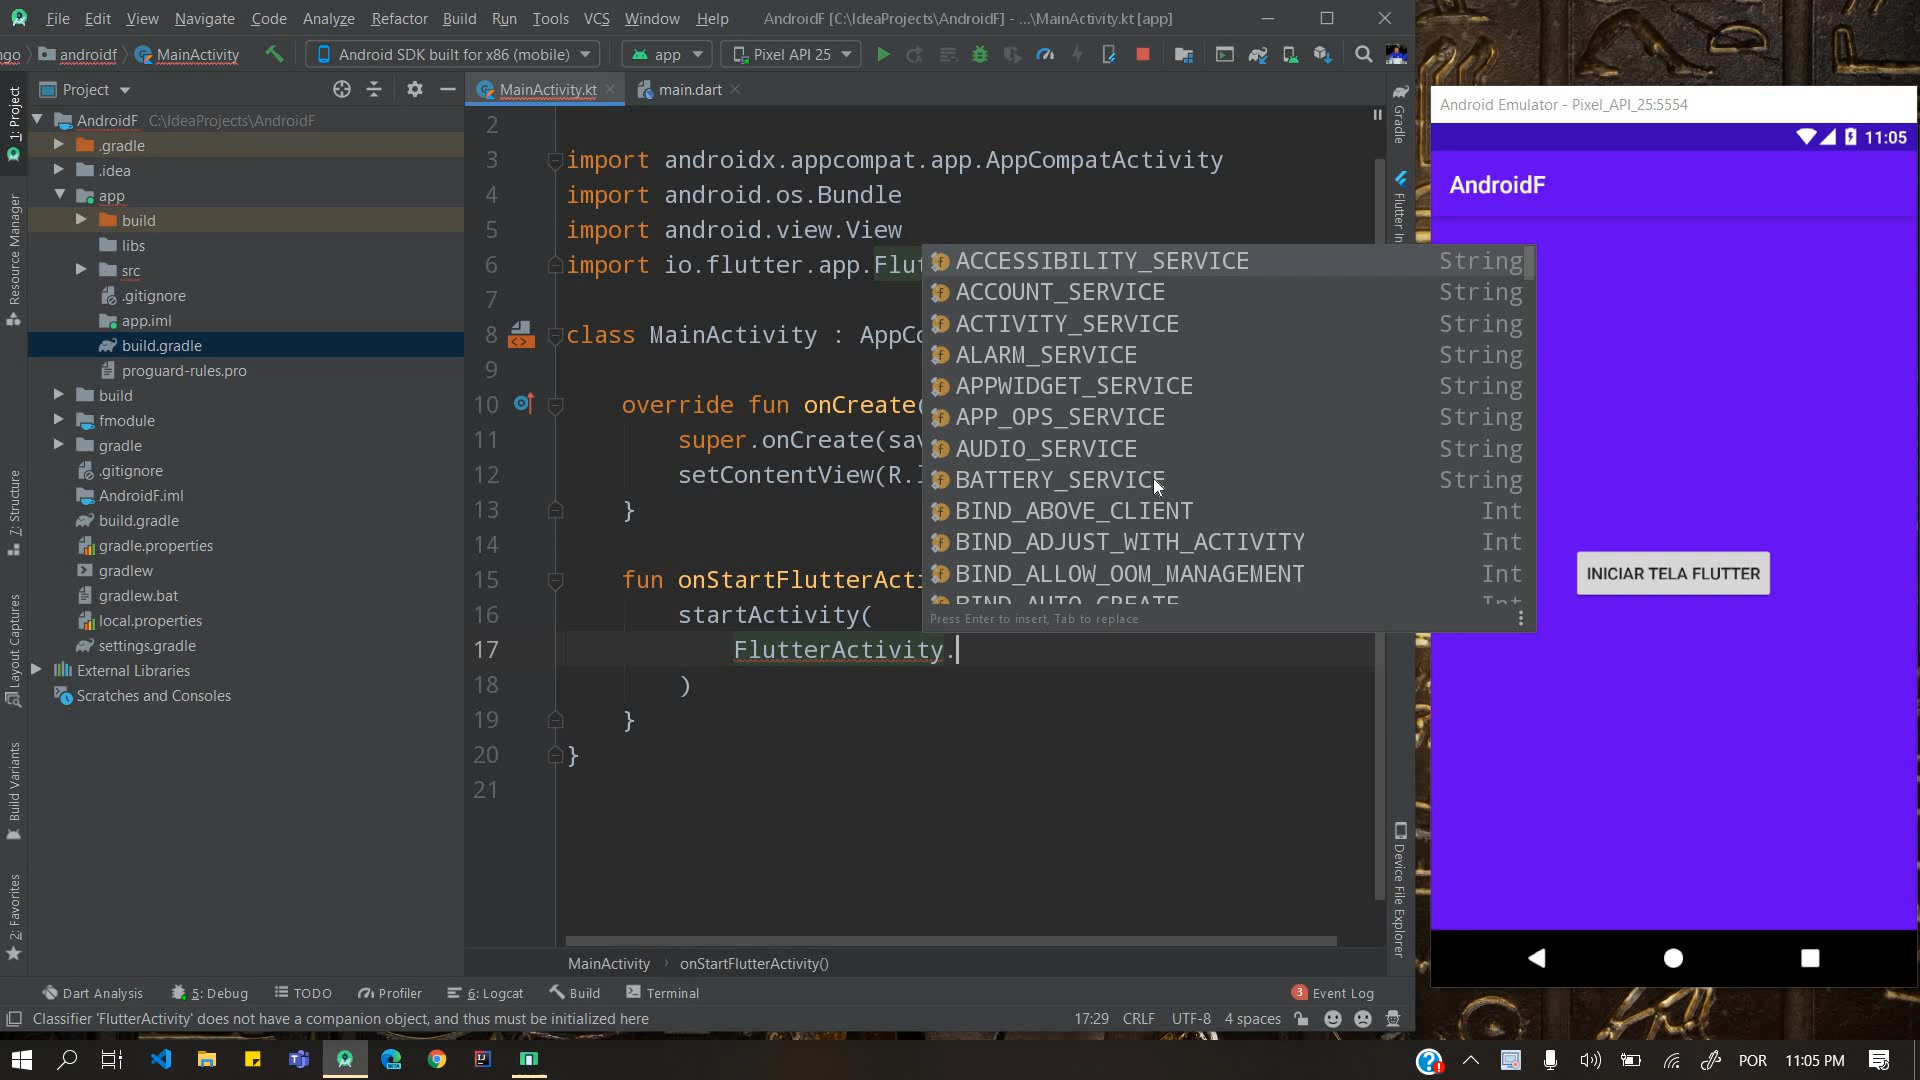 File Edit View Navigate Code Analyze Refactor Build Run Tools VCS Window Help AndroidF [C:\IdeaProjects\AndroidF] - ...\MainActivity.kt [app]
ngo androidf MainActivity Android SDK built for x86 (mobile) app Pixel API 25
Project MainActivity.kt main.dart
AndroidF C:\IdeaProjects\AndroidF
.gradle
.idea
app
build
libs
src
.gitignore
app.iml
build.gradle
proguard-rules.pro
build
fmodule
gradle
.gitignore
AndroidF.iml
build.gradle
gradle.properties
gradlew
gradlew.bat
local.properties
settings.gradle
External Libraries
Scratches and Consoles
1: Project
Resource Manager
7: Structure
Layout Captures
Build Variants
2: Favorites
2
3 import androidx.appcompat.app.AppCompatActivity
4 import android.os.Bundle
5 import android.view.View
6 import io.flutter.app.Flut
7
8 class MainActivity : AppCo
9
10 override fun onCreate(
11 super.onCreate(sav
12 setContentView(R.l
13 }
14
15 fun onStartFlutterActi
16 startActivity(
17 FlutterActivity.
18 )
19 }
20 }
21
ACCESSIBILITY_SERVICE String
ACCOUNT_SERVICE String
ACTIVITY_SERVICE String
ALARM_SERVICE String
APPWIDGET_SERVICE String
APP_OPS_SERVICE String
AUDIO_SERVICE String
BATTERY_SERVICE String
BIND_ABOVE_CLIENT Int
BIND_ADJUST_WITH_ACTIVITY Int
BIND_ALLOW_OOM_MANAGEMENT Int
BIND_AUTO_CREATE Int
Press Enter to insert, Tab to replace
Gradle
Flutter In
Device File Explorer
MainActivity onStartFlutterActivity()
Dart Analysis 5: Debug TODO Profiler 6: Logcat Build Terminal 3 Event Log
Classifier 'FlutterActivity' does not have a companion object, and thus must be initialized here 17:29 CRLF UTF-8 4 spaces
Android Emulator - Pixel_API_25:5554
11:05
AndroidF
INICIAR TELA FLUTTER
POR 11:05 PM